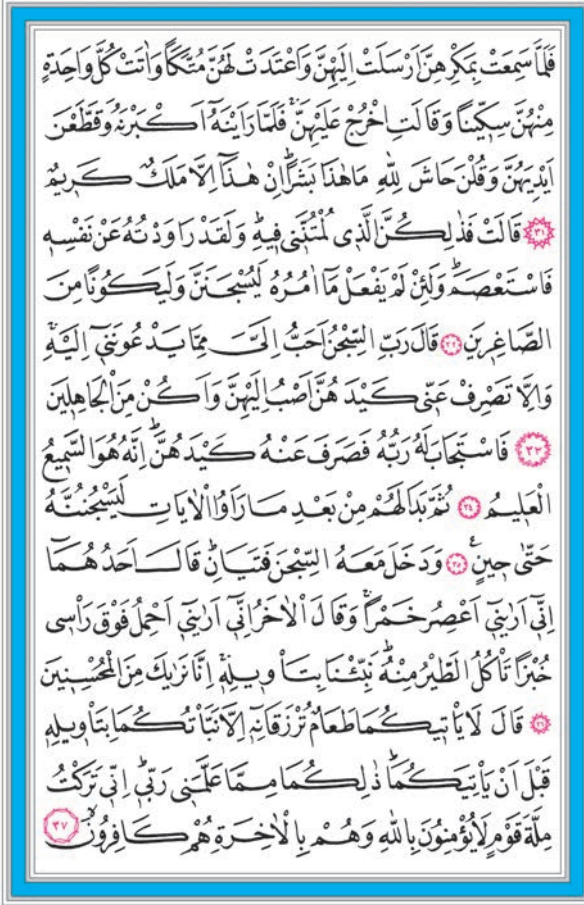 فَلَمَّا سَمِعَتْ بِمَكْرِهِنَّ اَرْسَلَتْ اِلَيْهِنَّ وَاَعْتَدَتْ لَهُنَّ مُتَّكَـًٔا وَاٰتَتْ كُلَّ وَاحِدَةٍ
مِنْهُنَّ سِكّ۪ينًا وَقَالَتِ اخْرُجْ عَلَيْهِنَّۚ فَلَمَّا رَاَيْنَهُٓ اَكْبَرْنَهُ وَقَطَّعْنَ
اَيْدِيَهُنَّ وَقُلْنَ حَاشَ لِلّٰهِ مَا هٰذَا بَشَرًاۜ اِنْ هٰذَٓا اِلَّا مَلَكٌ كَر۪يمٌ
٣١ قَالَتْ فَذٰلِكُنَّ الَّذ۪ي لُمْتُنَّن۪ي ف۪يهِۜ وَلَقَدْ رَاوَدْتُهُ عَنْ نَفْسِه۪
فَاسْتَعْصَمَۜ وَلَئِنْ لَمْ يَفْعَلْ مَٓا اٰمُرُهُ لَيُسْجَنَنَّ وَلَيَكُونًا مِنَ
الصَّاغِر۪ينَ ٣٢ قَالَ رَبِّ السِّجْنُ اَحَبُّ اِلَيَّ مِمَّا يَدْعُونَن۪ٓي اِلَيْهِۚ
وَاِلَّا تَصْرِفْ عَنّ۪ي كَيْدَهُنَّ اَصْبُ اِلَيْهِنَّ وَاَكُنْ مِنَ الْجَاهِل۪ينَ
٣٣ فَاسْتَجَابَ لَهُ رَبُّهُ فَصَرَفَ عَنْهُ كَيْدَهُنَّۜ اِنَّهُ هُوَ السَّم۪يعُ
الْعَل۪يمُ ٣٤ ثُمَّ بَدَا لَهُمْ مِنْ بَعْدِ مَا رَاَوُا الْاٰيَاتِ لَيَسْجُنُنَّهُ
حَتّٰى ح۪ينٍ۟ ٣٥ وَدَخَلَ مَعَهُ السِّجْنَ فَتَيَانِۜ قَالَ اَحَدُهُمَٓا
اِنّ۪ٓي اَرٰين۪ٓي اَعْصِرُ خَمْرًاۚ وَقَالَ الْاٰخَرُ اِنّ۪ٓي اَرٰين۪ٓي اَحْمِلُ فَوْقَ رَاْس۪ي
خُبْزًا تَاْكُلُ الطَّيْرُ مِنْهُۜ نَبِّئْنَا بِتَاْو۪يلِه۪ۚ اِنَّا نَرٰيكَ مِنَ الْمُحْسِن۪ينَ
٣٦ قَالَ لَا يَاْت۪يكُمَا طَعَامٌ تُرْزَقَانِه۪ٓ اِلَّا نَبَّاْتُكُمَا بِتَاْو۪يلِه۪
قَبْلَ اَنْ يَاْتِيَكُمَاۜ ذٰلِكُمَا مِمَّا عَلَّمَن۪ي رَبّ۪يۜ اِنّ۪ي تَرَكْتُ
مِلَّةَ قَوْمٍ لَا يُؤْمِنُونَ بِاللّٰهِ وَهُمْ بِالْاٰخِرَةِ هُمْ كَافِرُونَۙ ٣٧